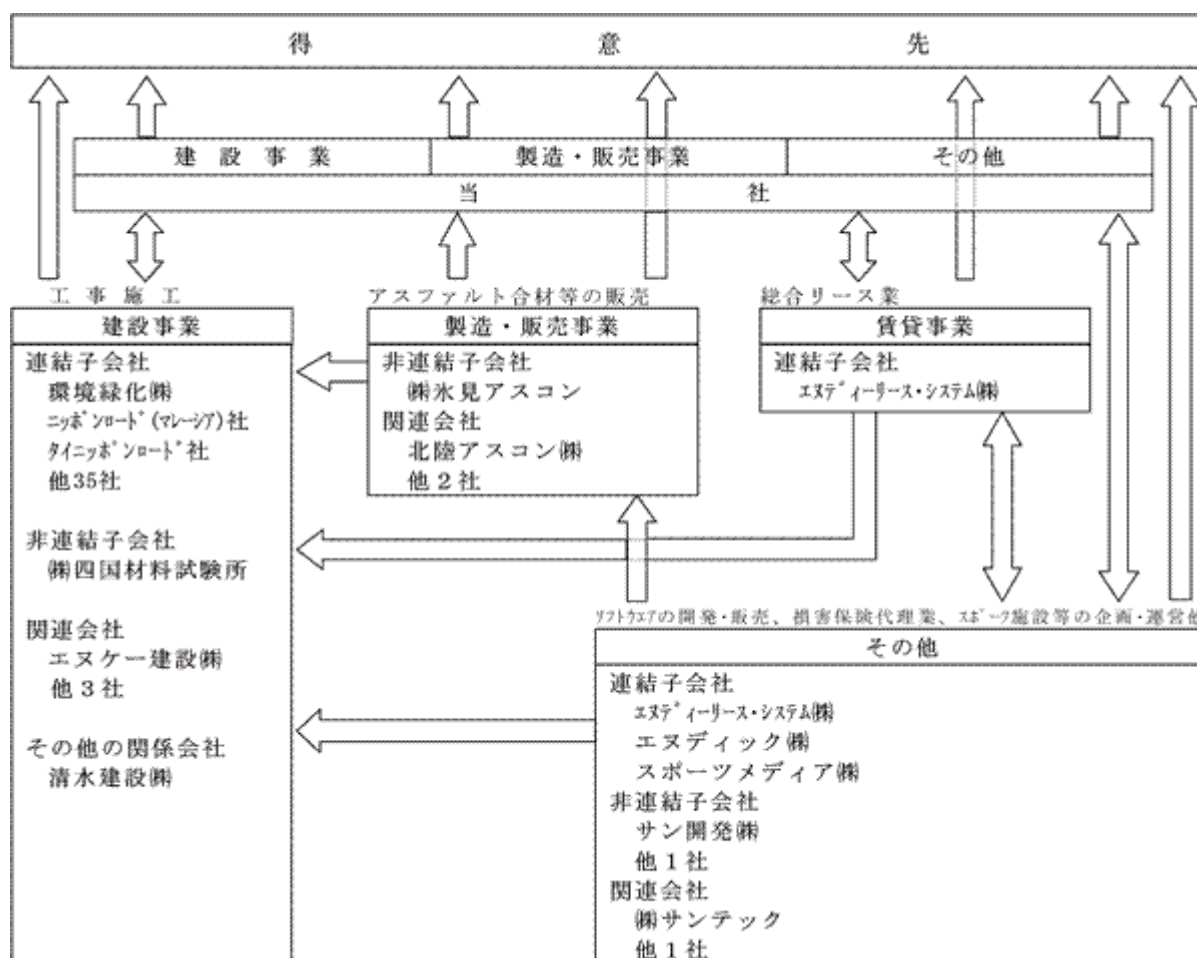 得意先
建設事業
製造・販売事業
その他
当社
工事施工
建設事業
連結子会社
環境緑化㈱
ニッポンロード(マレーシア)社
タイニッポンロード社
他35社
非連結子会社
㈱四国材料試験所
関連会社
エヌケー建設㈱
他3社
その他の関係会社
清水建設㈱
アスファルト合材等の販売
製造・販売事業
非連結子会社
㈱氷見アスコン
関連会社
北陸アスコン㈱
他2社
総合リース業
賃貸事業
連結子会社
エヌディーリース・システム㈱
ソフトウエアの開発・販売、損害保険代理業、スポーツ施設等の企画・運営他
その他
連結子会社
エヌディーリース・システム㈱
エヌディック㈱
スポーツメディア㈱
非連結子会社
サン開発㈱
他1社
関連会社
㈱サンテック
他1社